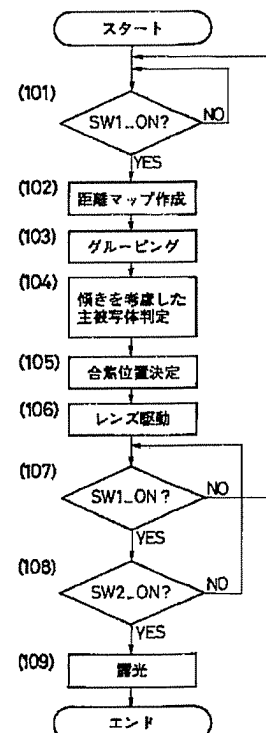 スタート
(101)
SW1_ON?
NO
YES
(102)
距離マップ作成
(103)
グルーピング
(104)
傾きを考慮した
主被写体判定
(105)
合焦位置決定
(106)
レンズ駆動
(107)
SW1_ON?
NO
YES
(108)
SW2_ON?
NO
YES
(109)
露光
エンド